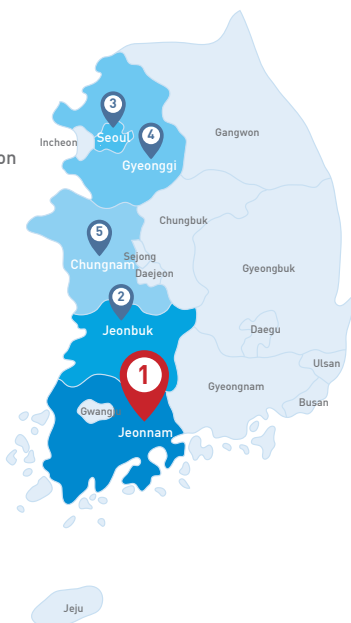 3
Seoul
4
Gangwon
Incheon
on
Gyeonggi
5
Chungbuk
Chungnam
Sejong
Daejeon
Gyeongbuk
2
Jeonbuk
Daegu
Ulsan
1
Gyeongnam
Busan
Jeonnam
Jeju